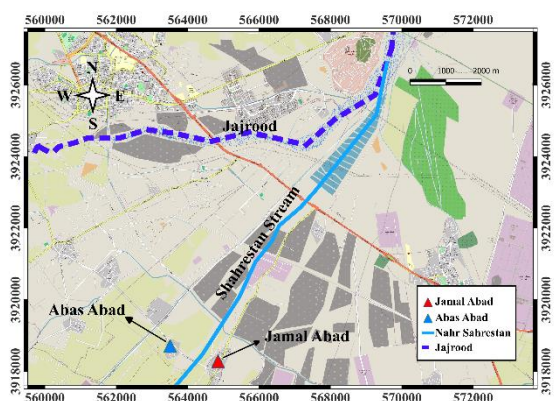 560000 562000 564000 566000 568000 570000 572000
3926000
3924000
3922000
3920000
3918000
N
W E
S
0 1000 2000 m
Jajrood
Shahrestan Stream
Abas Abad
Jamal Abad
Jamal Abad
Abas Abad
Nahr Sahrestan
Jajrood
3926000
3924000
3922000
3920000
3918000
560000 562000 564000 566000 568000 570000 572000